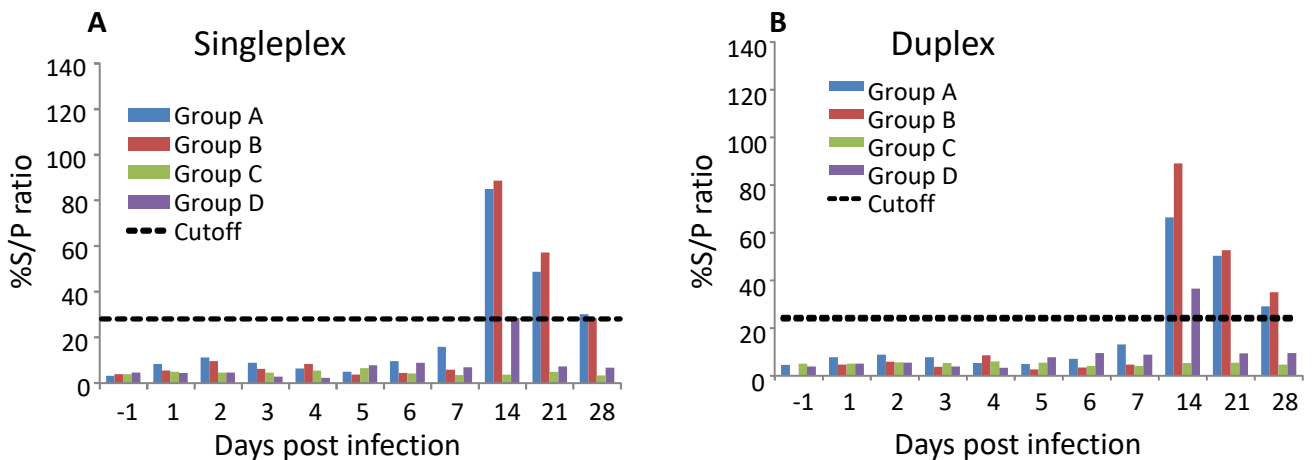 A
Singleplex
140
120
100
80
60
40
20
0
%S/P ratio
Group A
Group B
Group C
Group D
Cutoff
-1 1 2 3 4 5 6 7 14 21 28
Days post infection
B
Duplex
140
120
100
80
60
40
20
0
%S/P ratio
Group A
Group B
Group C
Group D
Cutoff
-1 1 2 3 4 5 6 7 14 21 28
Days post infection